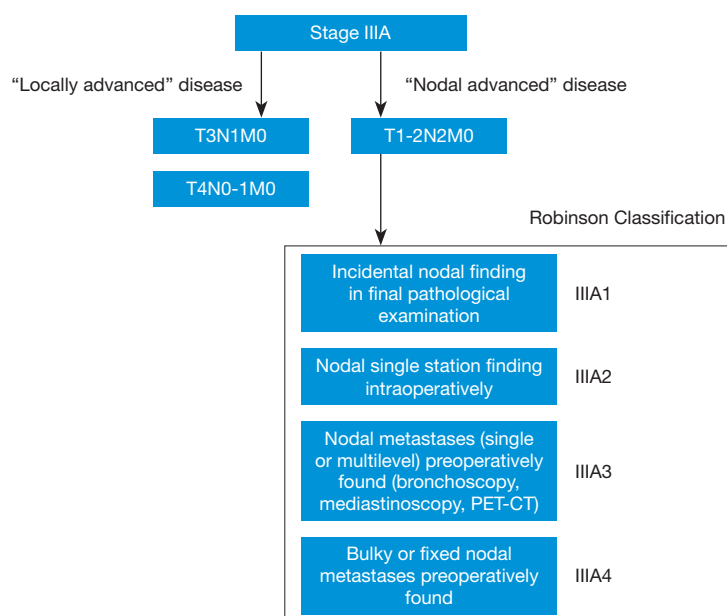 Stage IIIA
“Locally advanced” disease
“Nodal advanced” disease
T3N1M0
T1-2N2M0
T4N0-1M0
Robinson Classification
Incidental nodal finding
in final pathological
examination
IIIA1
Nodal single station finding
intraoperatively
IIIA2
Nodal metastases (single
or multilevel) preoperatively
found (bronchoscopy,
mediastinoscopy, PET-CT)
IIIA3
Bulky or fixed nodal
metastases preoperatively
found
IIIA4